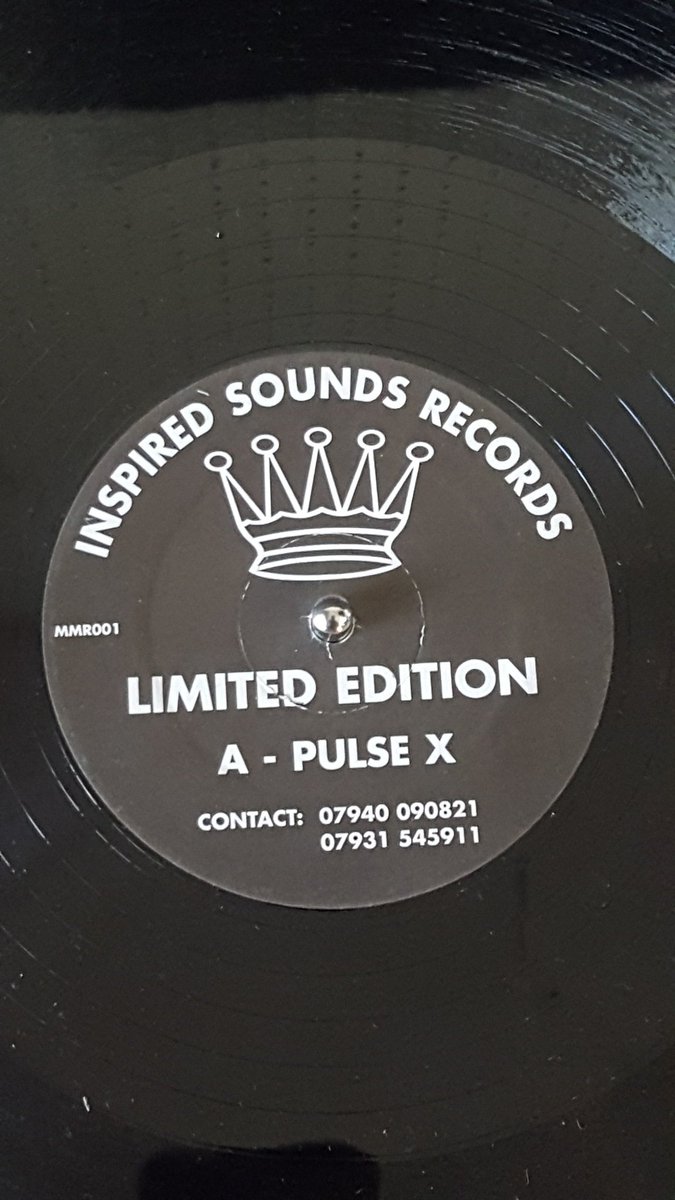 INSPIRED SOUNDS RECORDS
MMR001
LIMITED EDITION
A - PULSE X
CONTACT: 07940 090821
07931 545911